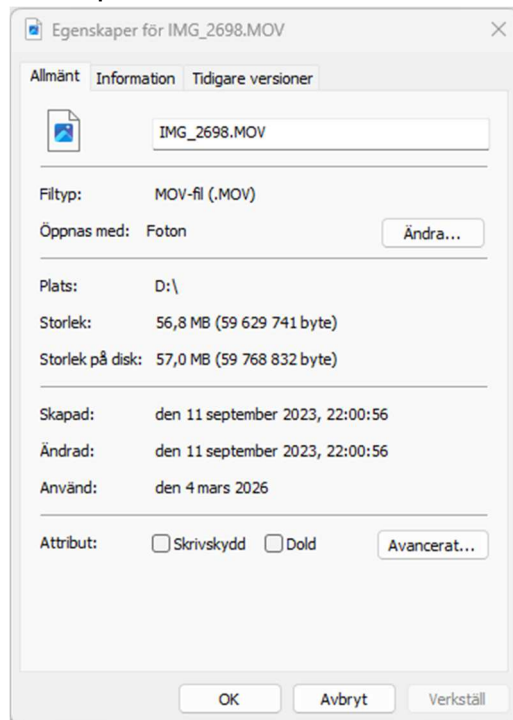 Egenskaper för IMG_2698.MOV
Allmänt Information Tidigare versioner
IMG_2698.MOV
Filtyp: MOV-fil (.MOV)
Öppnas med: Foton Ändra...
Plats: D:\
Storlek: 56,8 MB (59 629 741 byte)
Storlek på disk: 57,0 MB (59 768 832 byte)
Skapad: den 11 september 2023, 22:00:56
Ändrad: den 11 september 2023, 22:00:56
Använd: den 4 mars 2026
Attribut: Skrivskydd Dold Avancerat...
OK Avbryt Verkställ